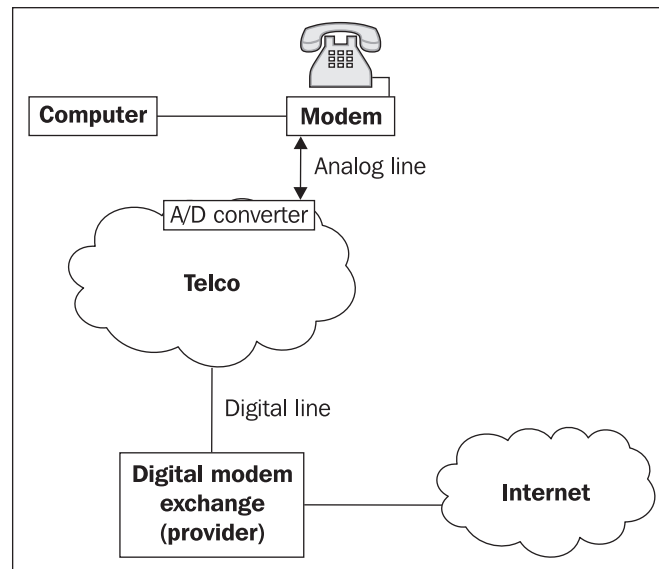 Computer
Modem
Analog line
A/D converter
Telco
Digital line
Digital modem
exchange
(provider)
Internet